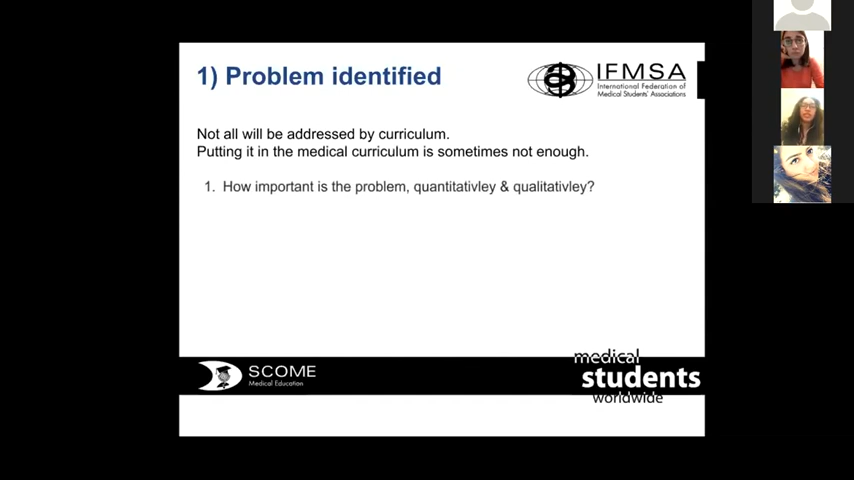 1) Problem identified
IFMSA
International Federation of
Medical Students' Associations
Not all will be addressed by curriculum.
Putting it in the medical curriculum is sometimes not enough.
1. How important is the problem, quantitativley & qualitativley?
SCOME
Medical Education
medical
students
worldwide